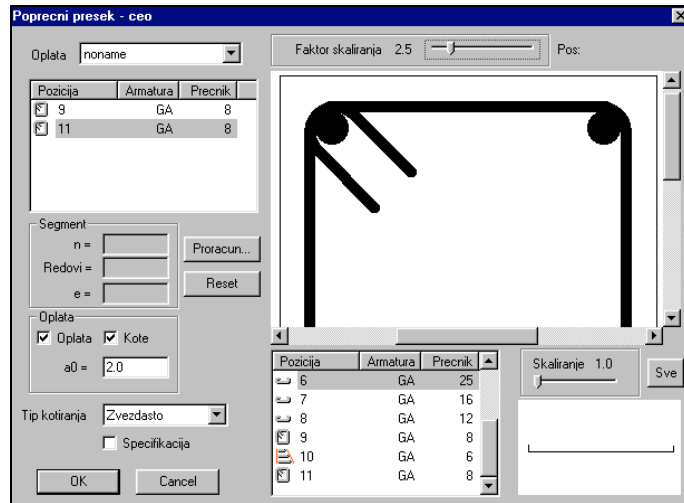 Poprecni presek - ceo
Oplata noname
Faktor skaliranja 2.5 Pos:
Pozicija Armatura Precnik
9 GA 8
11 GA 8
Segment
n =
Redovi =
e =
Proracun...
Reset
Oplata
Oplata Kote
a0 = 2.0
Tip kotiranja Zvezdasto
Specifikacija
OK Cancel
Pozicija Armatura Precnik
6 GA 25
7 GA 16
8 GA 12
9 GA 8
10 GA 6
11 GA 8
Skaliranje 1.0
Sve